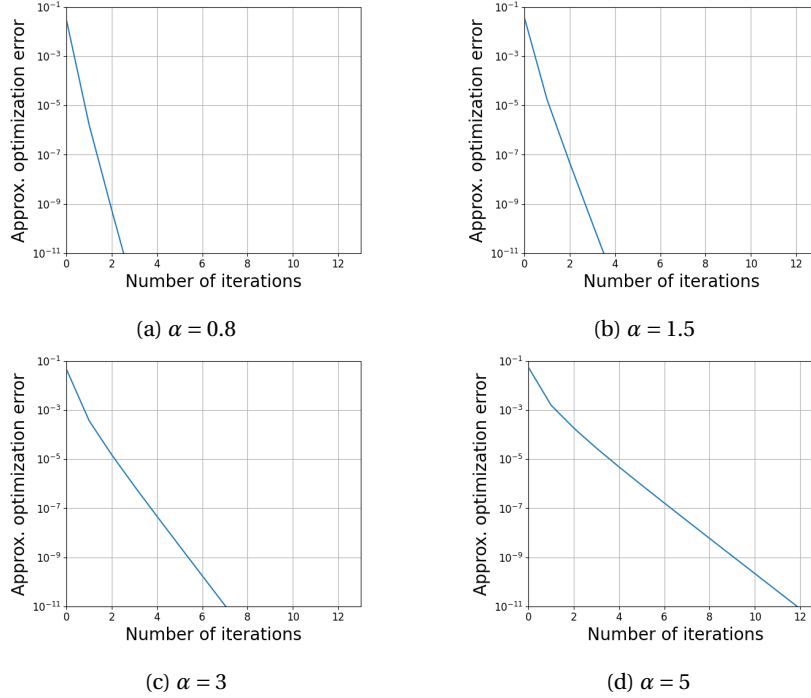 10⁻¹
10⁻³
10⁻⁵
10⁻⁷
10⁻⁹
10⁻¹¹
Approx. optimization error
0 2 4 6 8 10 12
Number of iterations
(a) α = 0.8
10⁻¹
10⁻³
10⁻⁵
10⁻⁷
10⁻⁹
10⁻¹¹
Approx. optimization error
0 2 4 6 8 10 12
Number of iterations
(b) α = 1.5
10⁻¹
10⁻³
10⁻⁵
10⁻⁷
10⁻⁹
10⁻¹¹
Approx. optimization error
0 2 4 6 8 10 12
Number of iterations
(c) α = 3
10⁻¹
10⁻³
10⁻⁵
10⁻⁷
10⁻⁹
10⁻¹¹
Approx. optimization error
0 2 4 6 8 10 12
Number of iterations
(d) α = 5